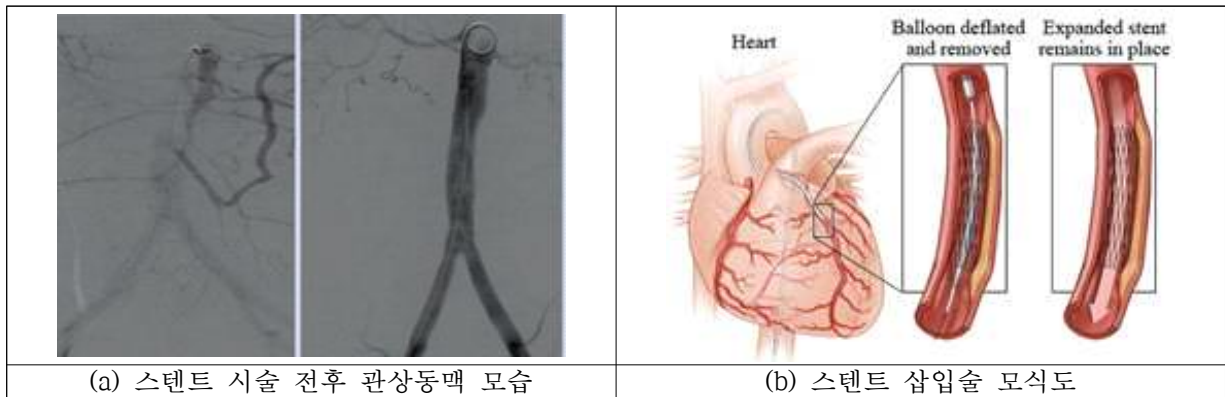 Heart
Balloon deflated
and removed
Expanded stent
remains in place
(a) 스텐트 시술 전후 관상동맥 모습
(b) 스텐트 삽입술 모식도